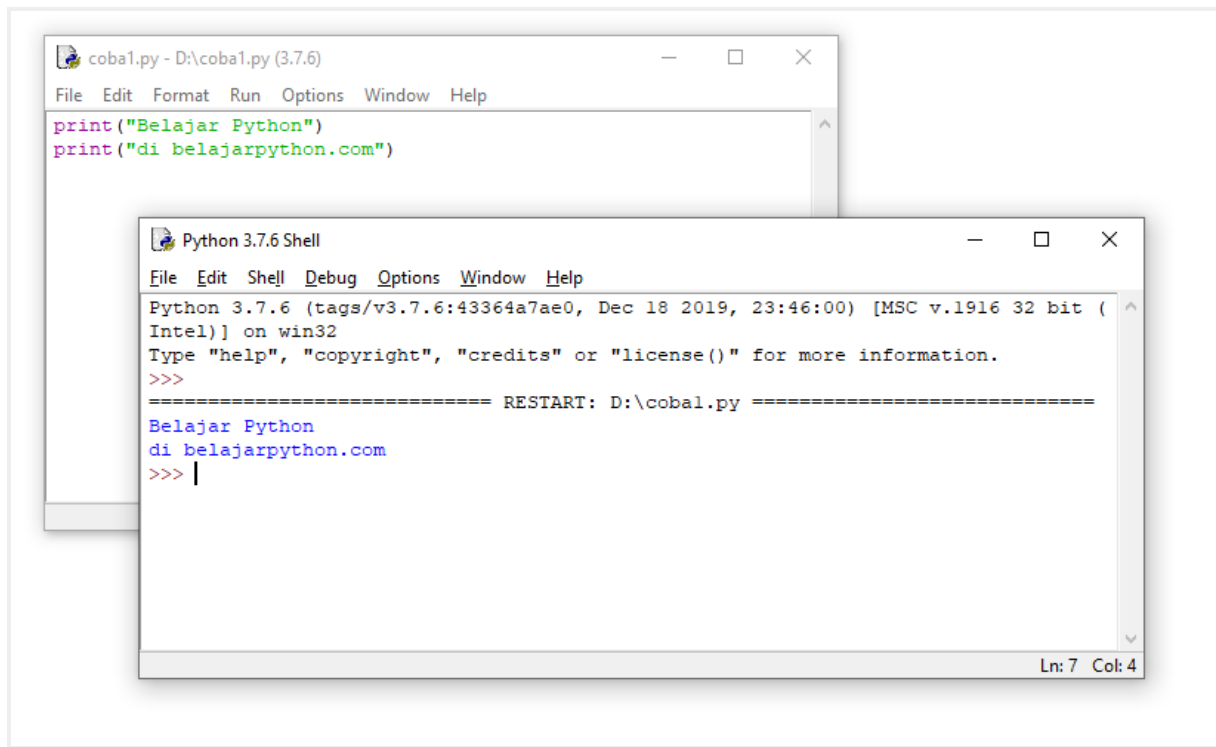 coba1.py - D:\coba1.py (3.7.6)
File Edit Format Run Options Window Help
print("Belajar Python")
print("di belajarpython.com")
Python 3.7.6 Shell
File Edit Shell Debug Options Window Help
Python 3.7.6 (tags/v3.7.6:43364a7ae0, Dec 18 2019, 23:46:00) [MSC v.1916 32 bit (
Intel)] on win32
Type "help", "copyright", "credits" or "license()" for more information.
>>>
============================= RESTART: D:\coba1.py =============================
Belajar Python
di belajarpython.com
>>>
Ln: 7 Col: 4